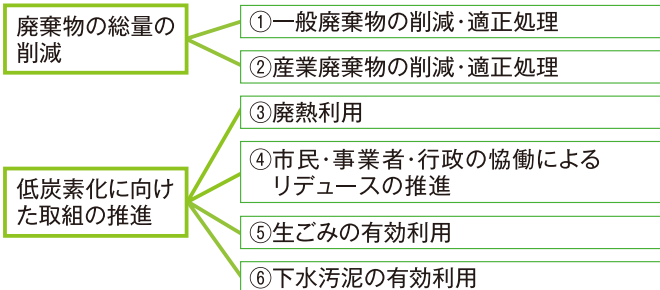 廃棄物の総量の
削減
①一般廃棄物の削減・適正処理
②産業廃棄物の削減・適正処理
低炭素化に向け
た取組の推進
③廃熱利用
④市民・事業者・行政の恊働による
リデュースの推進
⑤生ごみの有効利用
⑥下水汚泥の有効利用